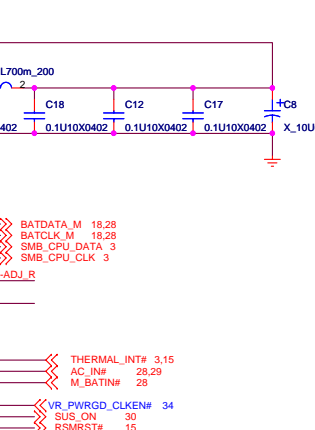 L700m_200
2
C18 C12 C17 +C8
402 0.1U10X0402 0.1U10X0402 0.1U10X0402 X_10U
BATDATA_M 18,28
BATCLK_M 18,28
SMB_CPU_DATA 3
SMB_CPU_CLK 3
-ADJ_R
THERMAL_INT# 3,15
AC_IN# 28,29
M_BATIN# 28
VR_PWRGD_CLKEN# 34
SUS_ON 30
RSMRST# 15